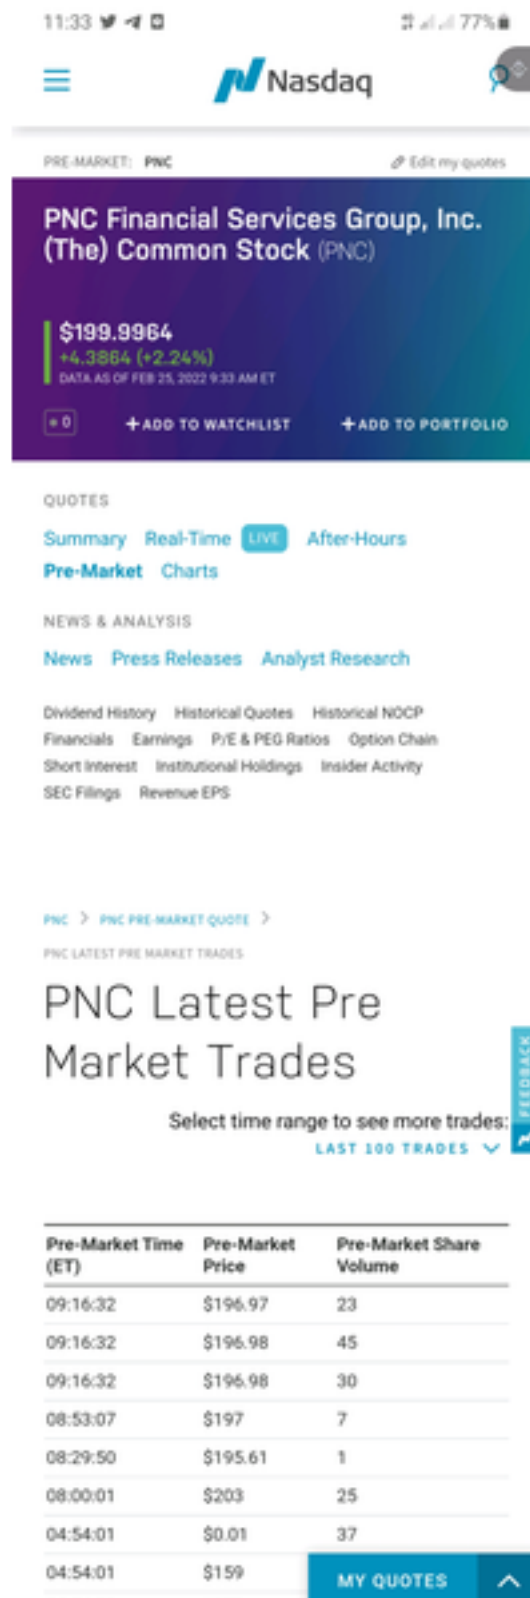 11:33 77%
Nasdaq
PRE-MARKET: PNC Edit my quotes
PNC Financial Services Group, Inc.
(The) Common Stock (PNC)
$199.9964
+4.3864 (+2.24%)
DATA AS OF FEB 25, 2022 9:33 AM ET
0 +ADD TO WATCHLIST +ADD TO PORTFOLIO
QUOTES
Summary Real-Time LIVE After-Hours
Pre-Market Charts
NEWS & ANALYSIS
News Press Releases Analyst Research
Dividend History Historical Quotes Historical NOCP
Financials Earnings P/E & PEG Ratios Option Chain
Short Interest Institutional Holdings Insider Activity
SEC Filings Revenue EPS
PNC > PNC PRE-MARKET QUOTE >
PNC LATEST PRE MARKET TRADES
PNC Latest Pre
Market Trades
FEEDBACK
Select time range to see more trades:
LAST 100 TRADES
Pre-Market Time Pre-Market Pre-Market Share
(ET) Price Volume
09:16:32 $196.97 23
09:16:32 $196.98 45
09:16:32 $196.98 30
08:53:07 $197 7
08:29:50 $195.61 1
08:00:01 $203 25
04:54:01 $0.01 37
04:54:01 $159
MY QUOTES